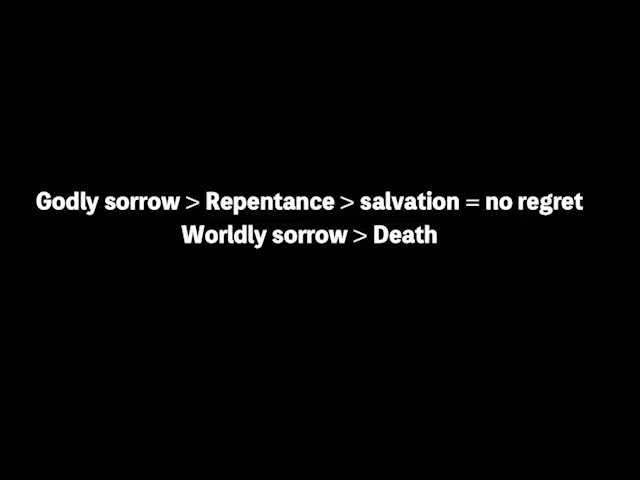 Godly sorrow > Repentance > salvation = no regret
Worldly sorrow > Death